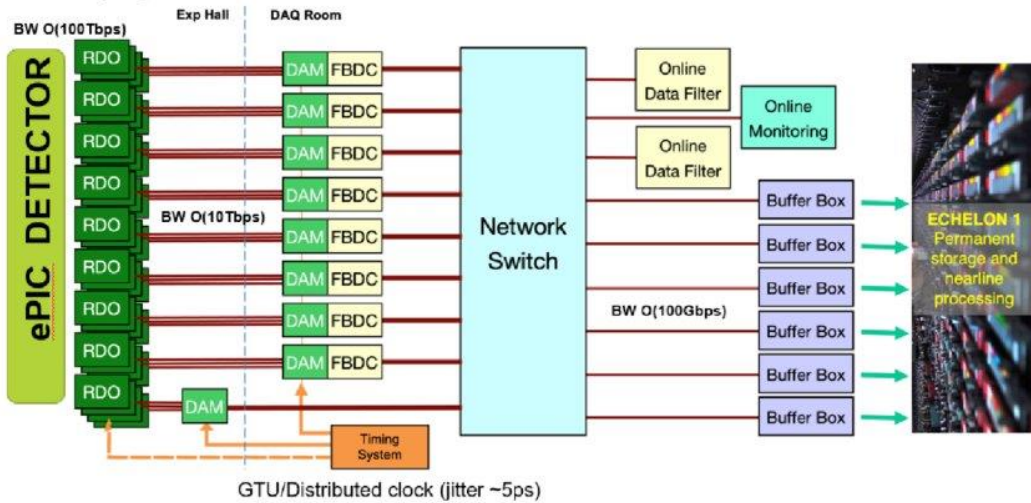 Exp Hall
DAQ Room
BW O(100Tbps)
ePIC DETECTOR
RDO
RDO
RDO
RDO
RDO
RDO
RDO
RDO
RDO
BW O(10Tbps)
DAM FBDC
DAM FBDC
DAM FBDC
DAM FBDC
DAM FBDC
DAM FBDC
DAM FBDC
DAM FBDC
DAM
Timing
System
GTU/Distributed clock (jitter ~5ps)
Network
Switch
Online
Data Filter
Online
Monitoring
Online
Data Filter
BW O(100Gbps)
Buffer Box
Buffer Box
Buffer Box
Buffer Box
Buffer Box
Buffer Box
ECHELON 1
Permanent
storage and
nearline
processing